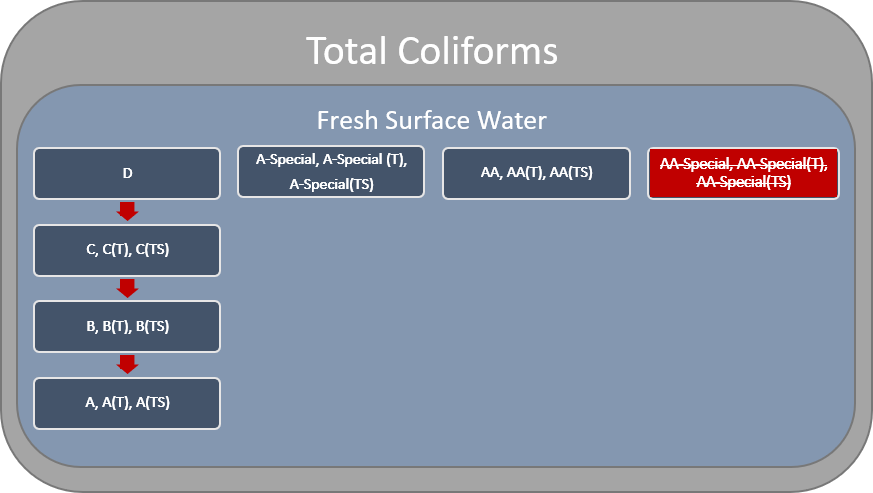 Total Coliforms
Fresh Surface Water
D
A-Special, A-Special (T),
A-Special(TS)
AA, AA(T), AA(TS)
AA-Special, AA-Special(T),
AA-Special(TS)
C, C(T), C(TS)
B, B(T), B(TS)
A, A(T), A(TS)